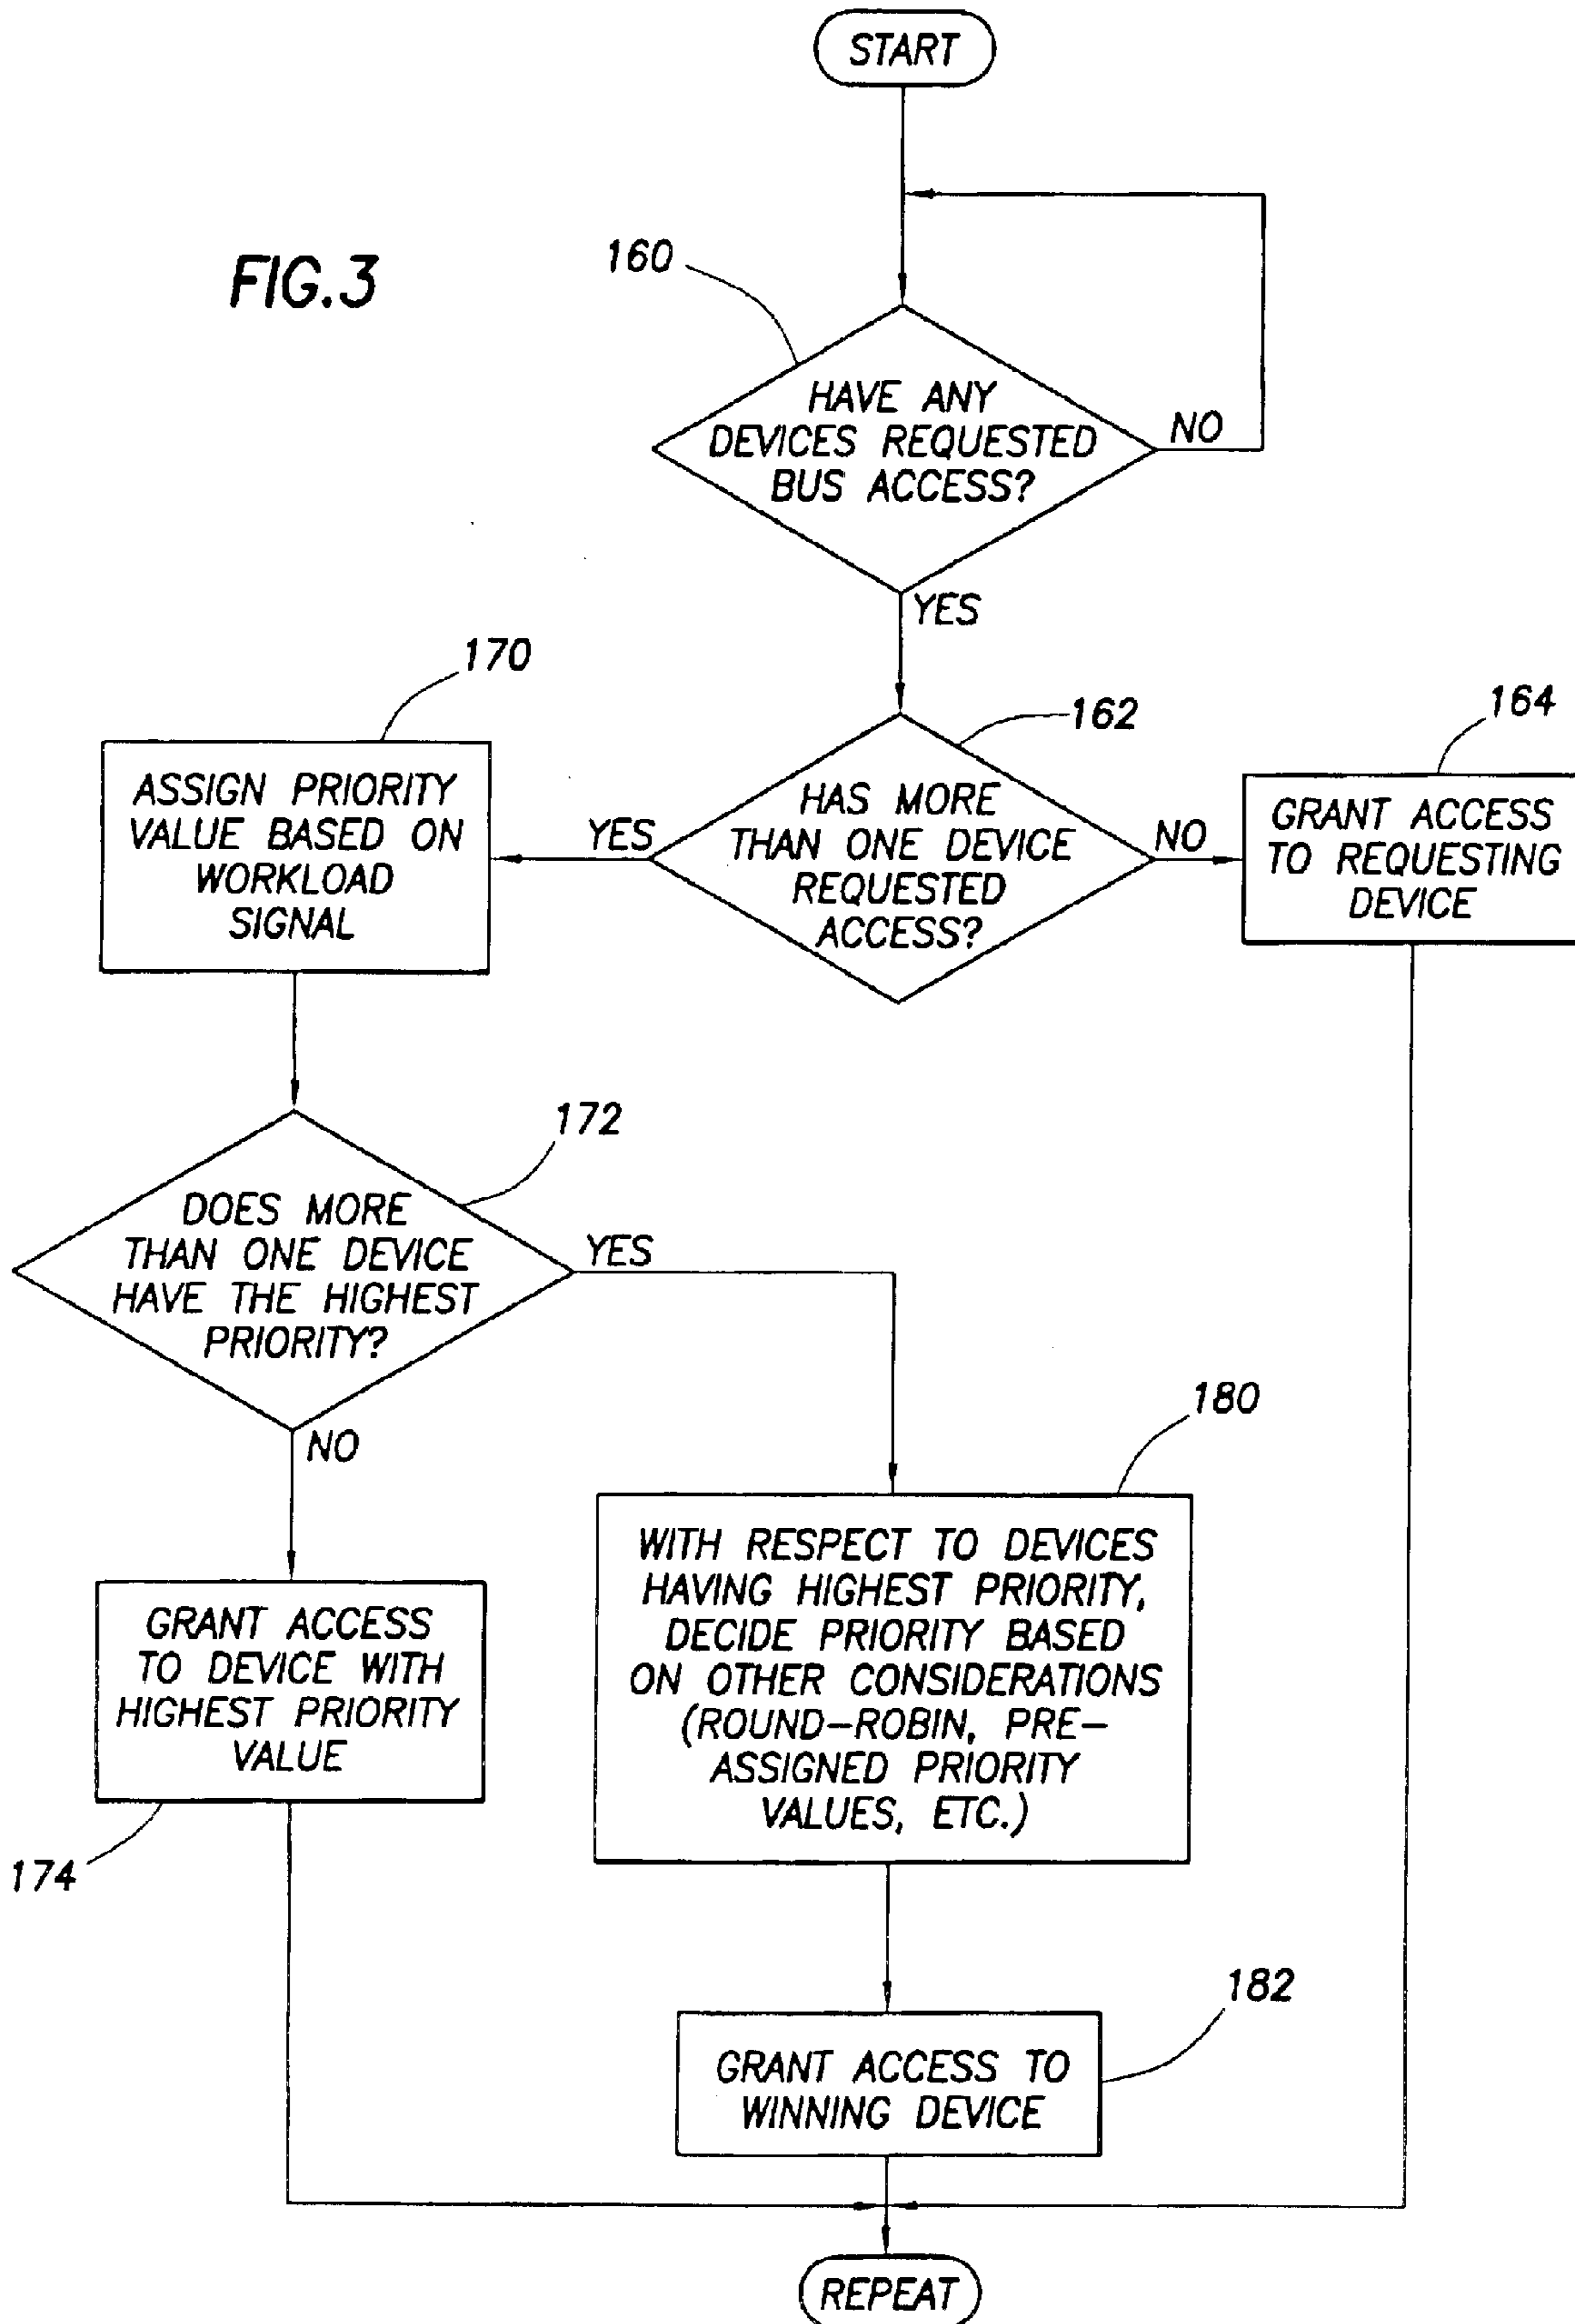 START
FIG.3
160
HAVE ANY
DEVICES REQUESTED
BUS ACCESS?
NO
YES
170
162
164
ASSIGN PRIORITY
VALUE BASED ON
WORKLOAD
SIGNAL
YES
HAS MORE
THAN ONE DEVICE
REQUESTED
ACCESS?
NO
GRANT ACCESS
TO REQUESTING
DEVICE
172
DOES MORE
THAN ONE DEVICE
HAVE THE HIGHEST
PRIORITY?
YES
NO
180
GRANT ACCESS
TO DEVICE WITH
HIGHEST PRIORITY
VALUE
174
WITH RESPECT TO DEVICES
HAVING HIGHEST PRIORITY,
DECIDE PRIORITY BASED
ON OTHER CONSIDERATIONS
(ROUND-ROBIN, PRE-
ASSIGNED PRIORITY
VALUES, ETC.)
182
GRANT ACCESS TO
WINNING DEVICE
REPEAT